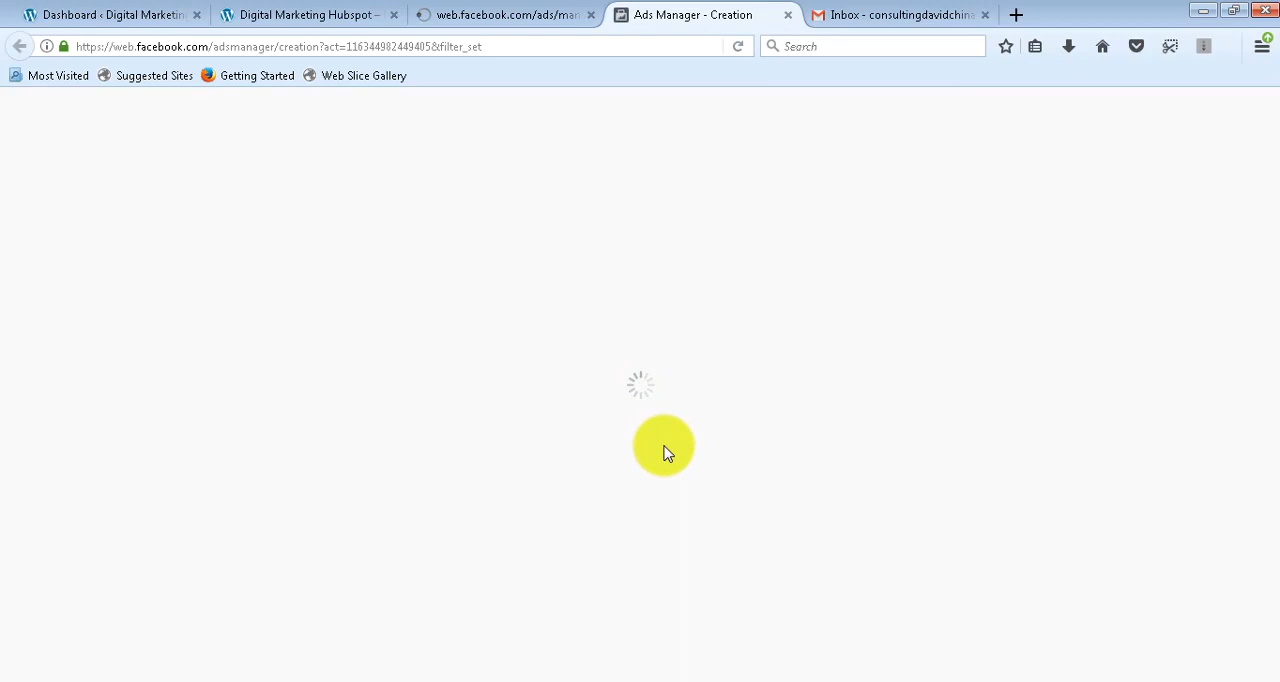 Dashboard ‹ Digital Marketin
Digital Marketing Hubspot –
web.facebook.com/ads/man
Ads Manager - Creation
Inbox - consultingdavidchina
https://web.facebook.com/adsmanager/creation?act=116344982449405&filter_set
Search
Most Visited
Suggested Sites
Getting Started
Web Slice Gallery